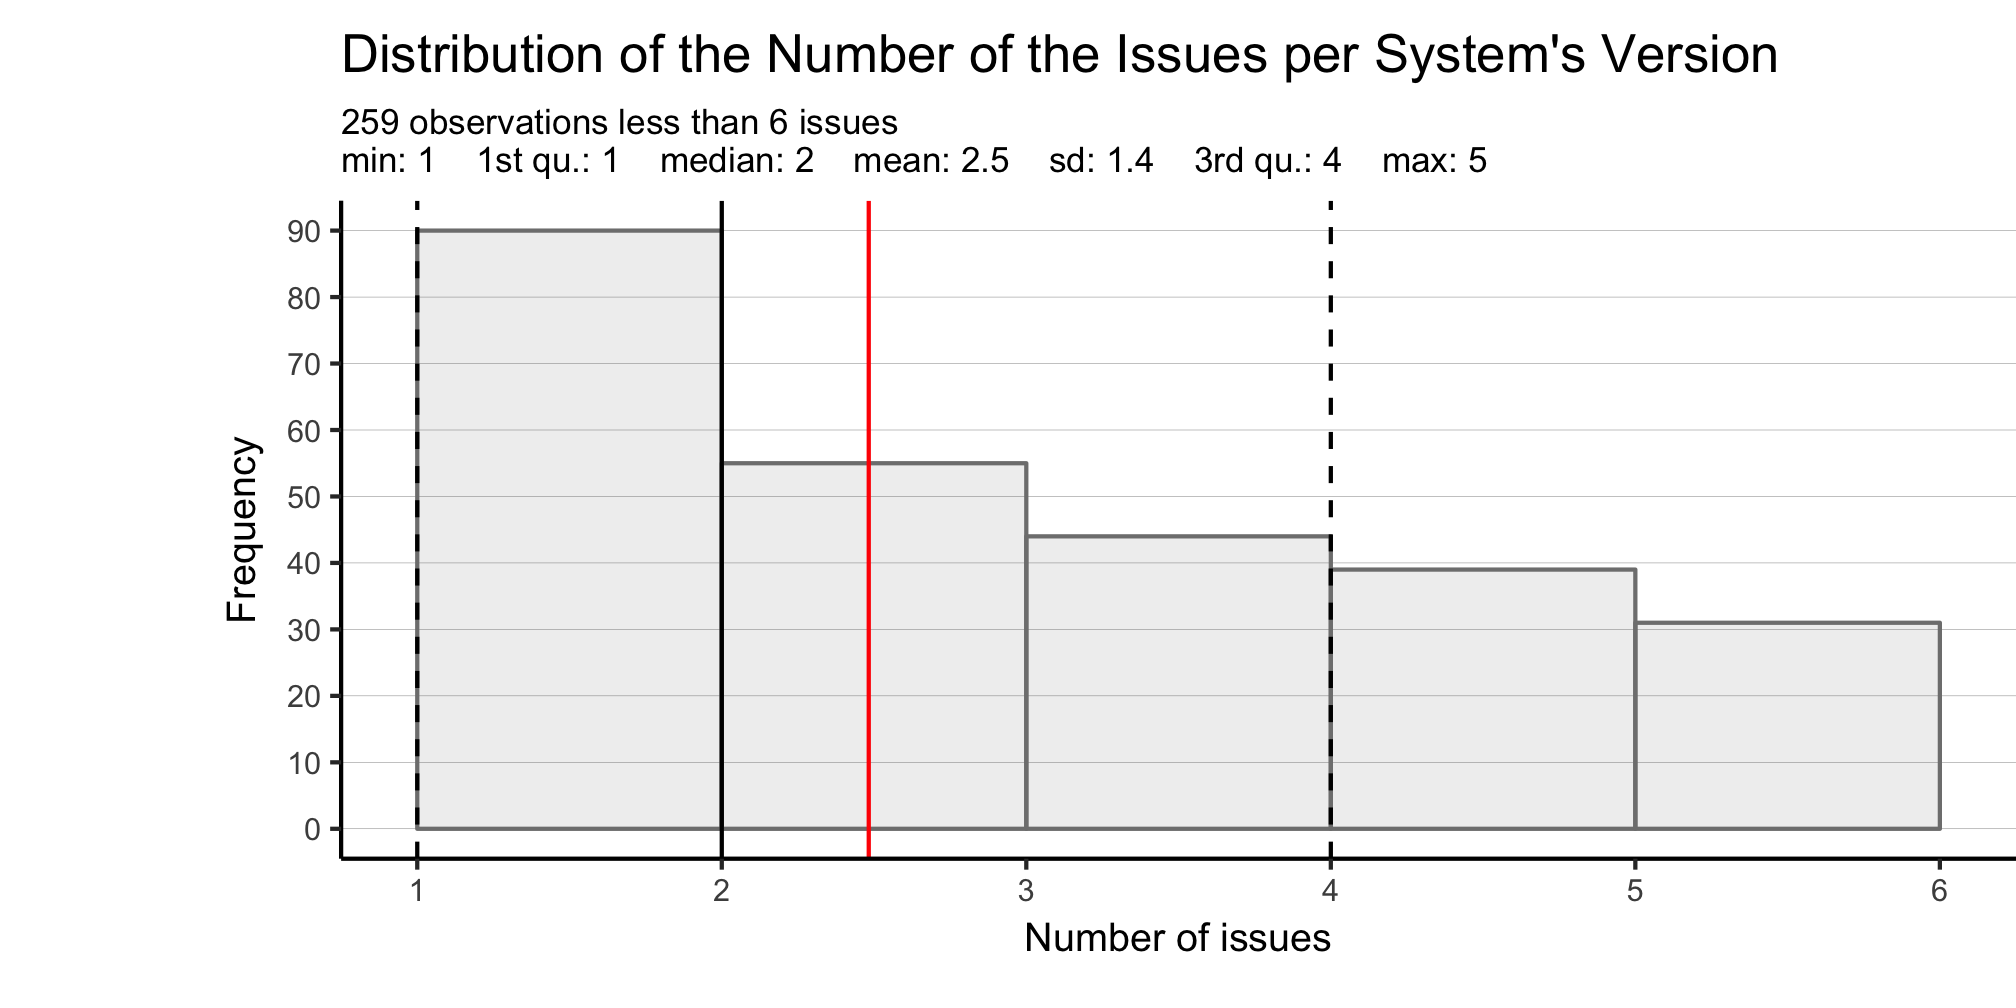 Distribution of the Number of the Issues per System's Version
259 observations less than 6 issues
min: 1 1st qu.: 1 median: 2 mean: 2.5 sd: 1.4 3rd qu.: 4 max: 5
90
80
70
60
50
40
30
20
10
0
Frequency
1 2 3 4 5 6
Number of issues